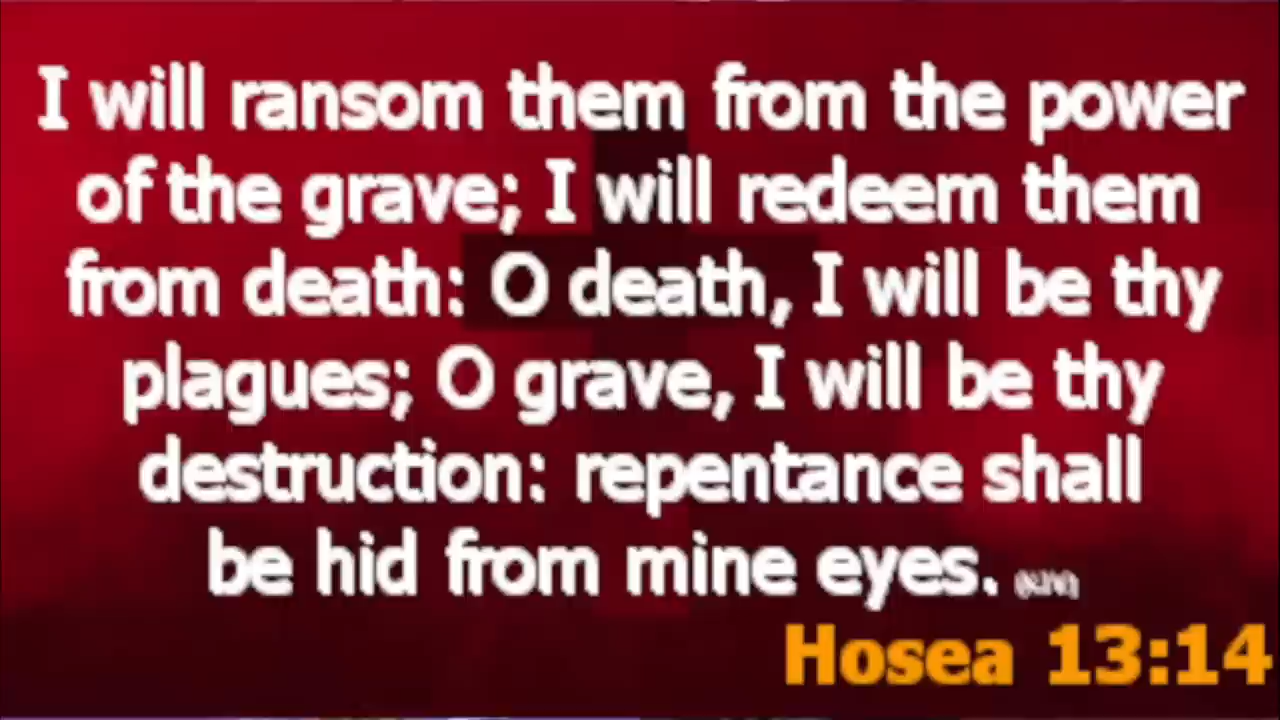 I will ransom them from the power
of the grave; I will redeem them
from death: O death, I will be thy
plagues; O grave, I will be thy
destruction: repentance shall
be hid from mine eyes. (KJV)
Hosea 13:14